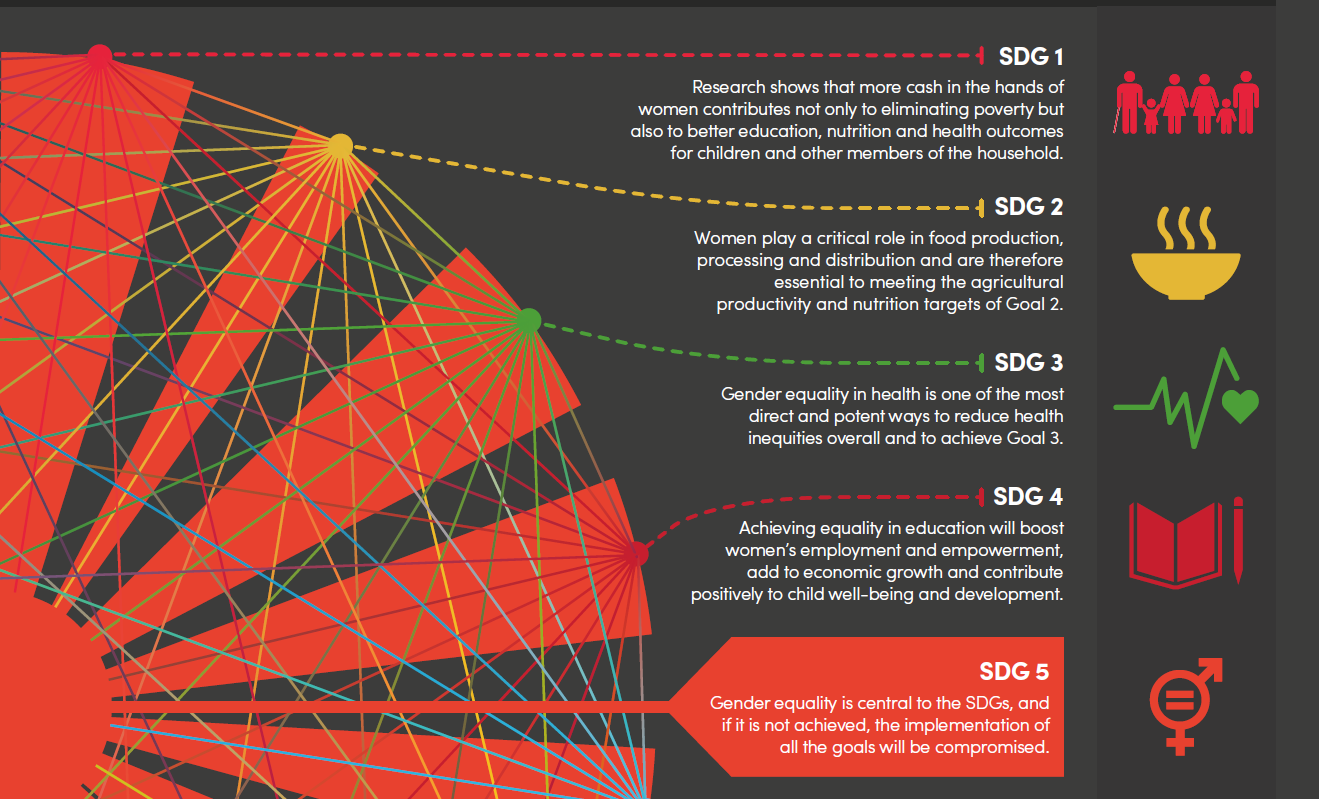 SDG 1
Research shows that more cash in the hands of
women contributes not only to eliminating poverty but
also to better education, nutrition and health outcomes
for children and other members of the household.
SDG 2
Women play a critical role in food production,
processing and distribution and are therefore
essential to meeting the agricultural
productivity and nutrition targets of Goal 2.
SDG 3
Gender equality in health is one of the most
direct and potent ways to reduce health
inequities overall and to achieve Goal 3.
SDG 4
Achieving equality in education will boost
women’s employment and empowerment,
add to economic growth and contribute
positively to child well-being and development.
SDG 5
Gender equality is central to the SDGs, and
if it is not achieved, the implementation of
all the goals will be compromised.